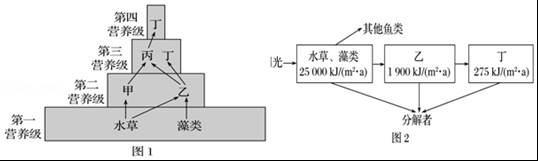 第四
营养级
丁
第三
营养级
丙 丁
第二
营养级
甲
乙
第一
营养级
水草 藻类
图1
其他鱼类
光
水草、藻类
25 000 kJ/(m²·a)
乙
1 900 kJ/(m²·a)
丁
275 kJ/(m²·a)
分解者
图2